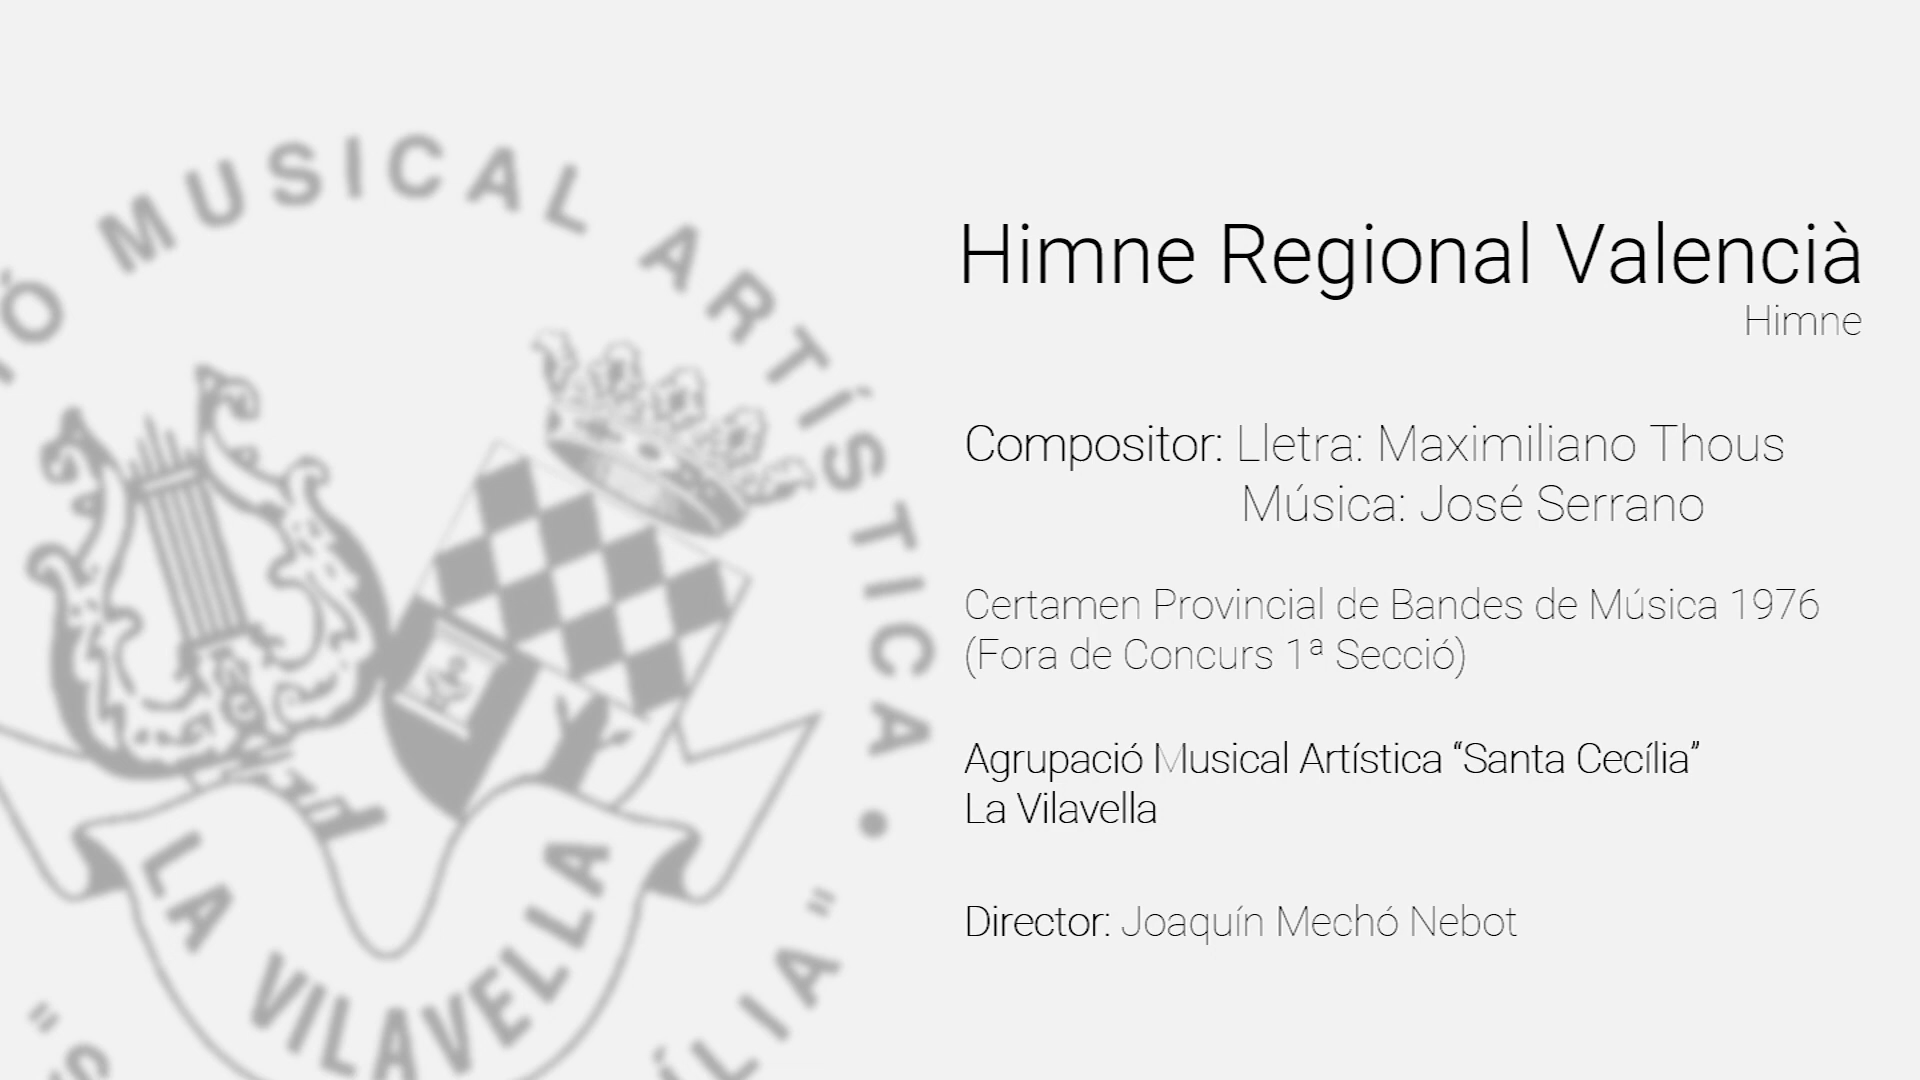 MUSICAL ARTÍSTICA
LA VILAVELLA
Himne Regional Valencià
Himne
Compositor: Lletra: Maximiliano Thous
Música: José Serrano
Certamen Provincial de Bandes de Música 1976
(Fora de Concurs 1ª Secció)
Agrupació Musical Artística “Santa Cecília”
La Vilavella
Director: Joaquín Mechó Nebot